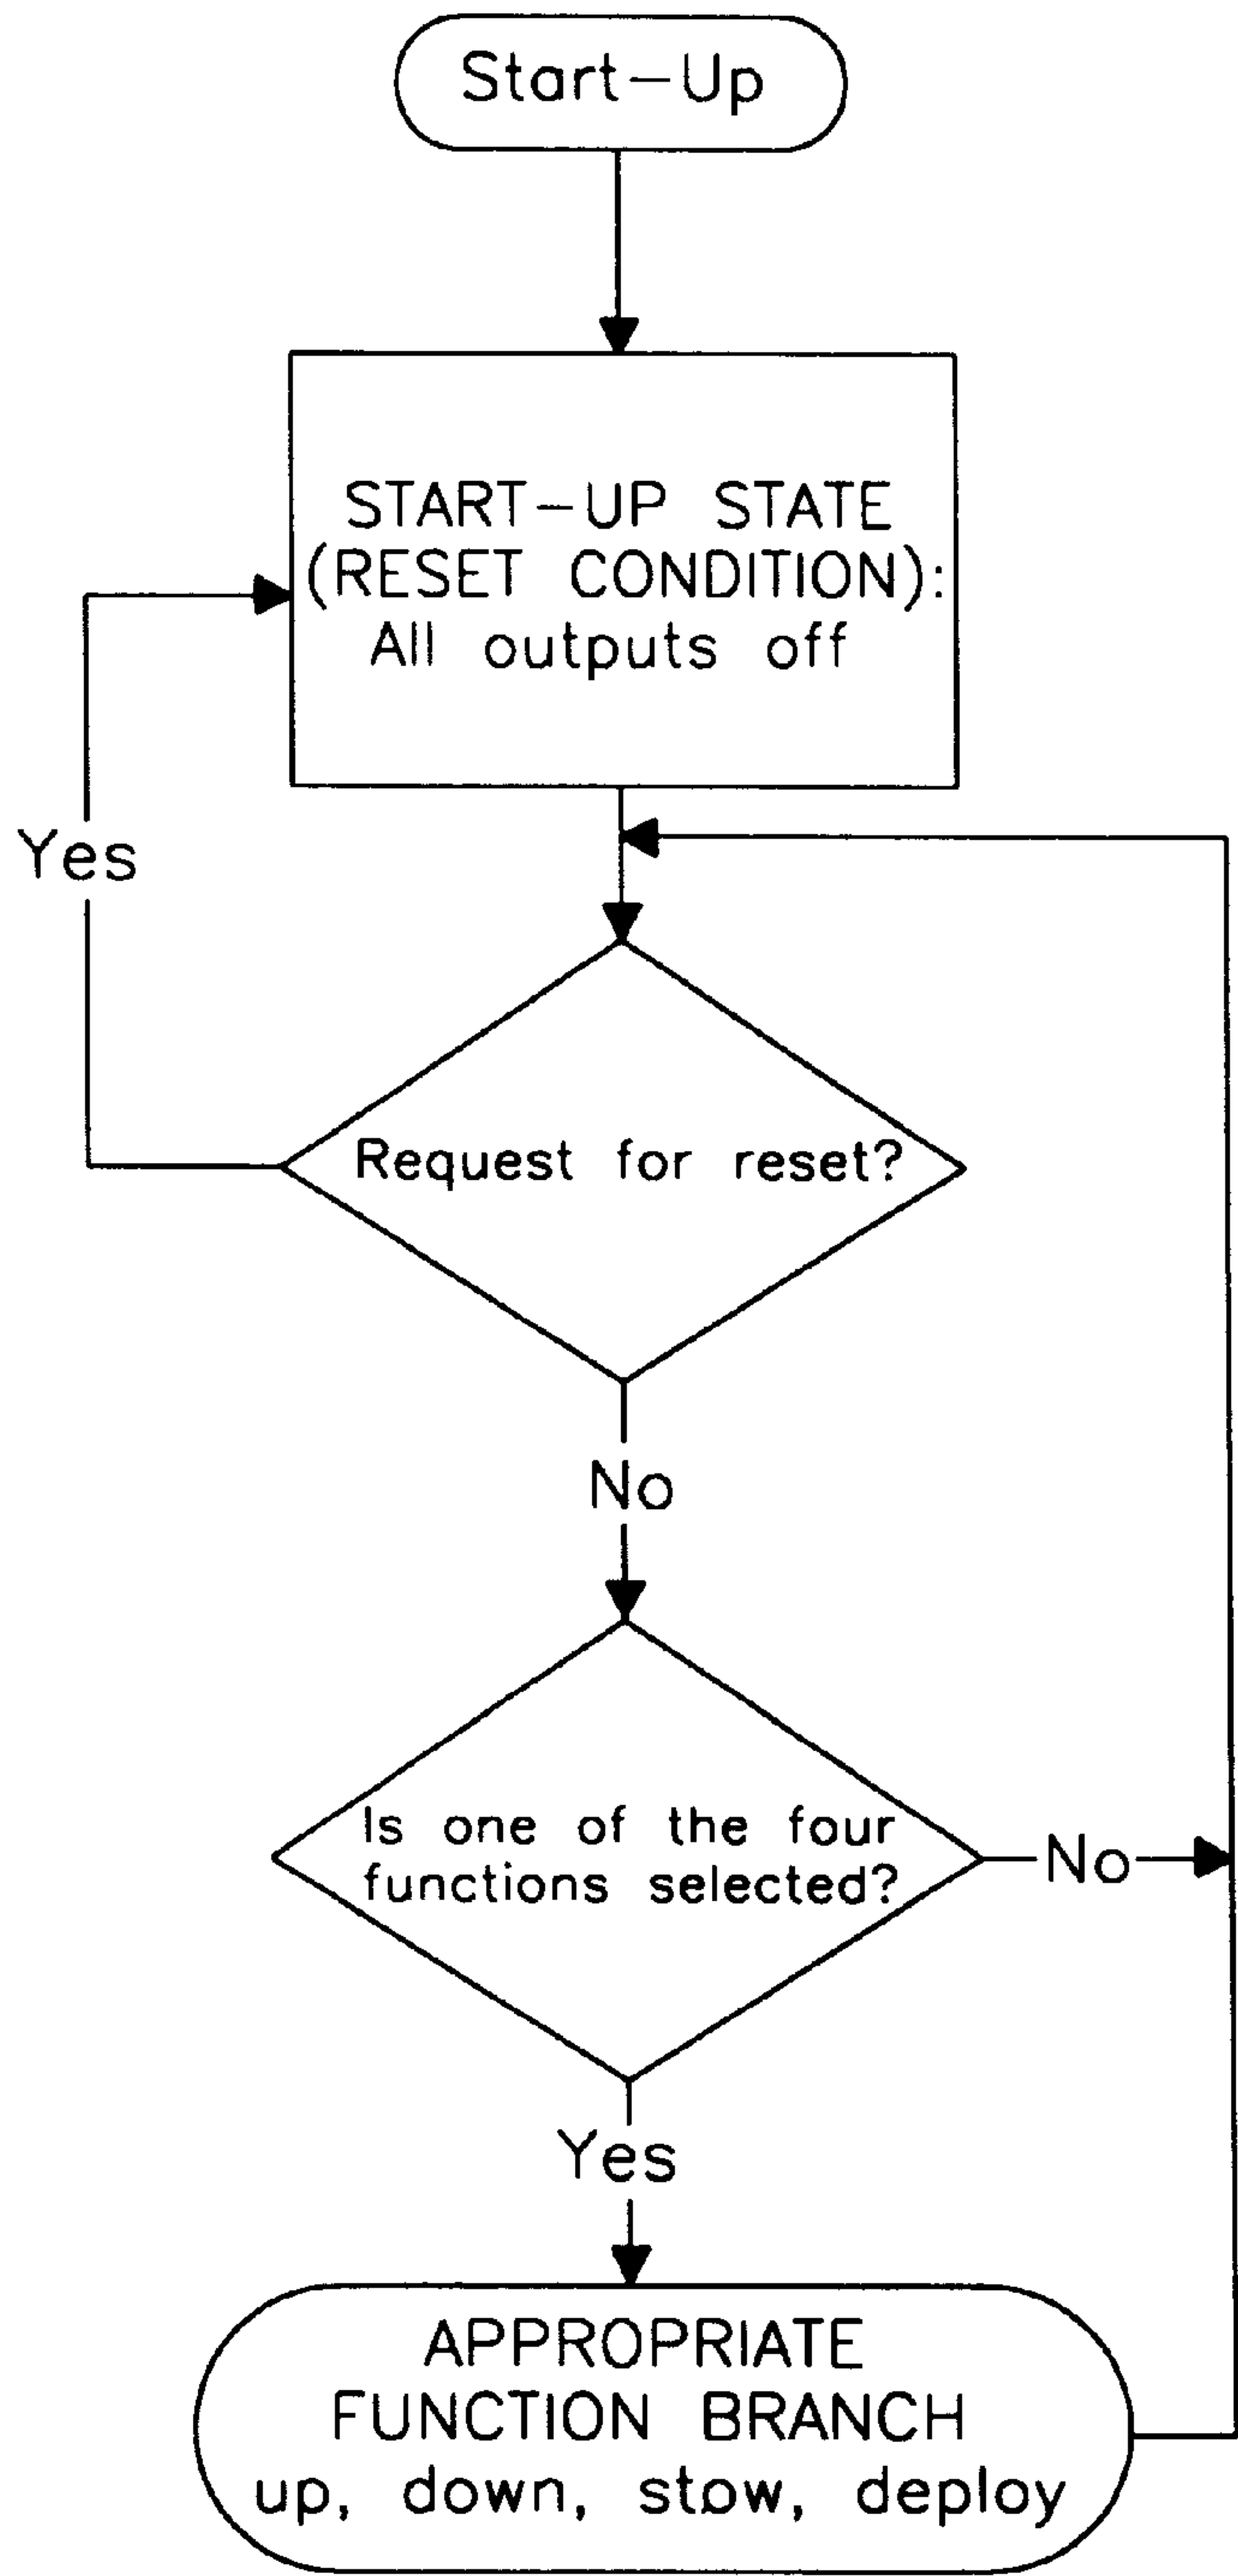 Start-Up
START-UP STATE
(RESET CONDITION):
All outputs off
Yes
Request for reset?
No
Is one of the four
functions selected?
No
Yes
APPROPRIATE
FUNCTION BRANCH
up, down, stow, deploy